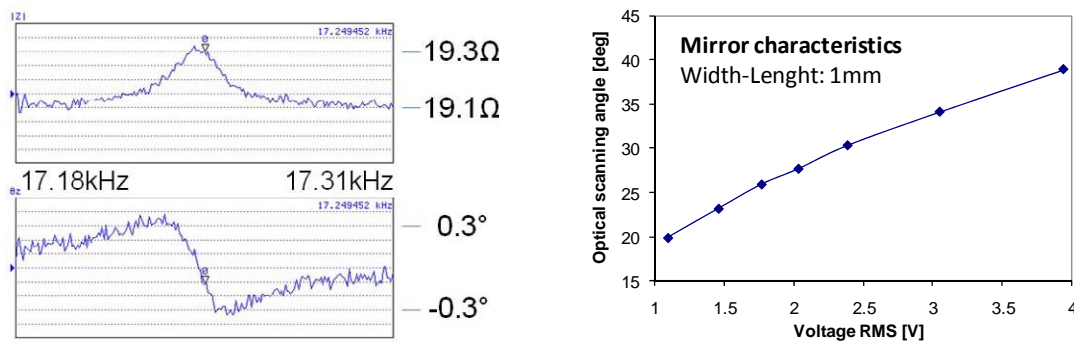 |Z|
17.249452 kHz
0
19.3Ω
19.1Ω
17.18kHz 17.31kHz
θz
17.249452 kHz
0.3°
0
-0.3°
Optical scanning angle [deg]
45
40
35
30
25
20
15
Mirror characteristics
Width-Lenght: 1mm
1 1.5 2 2.5 3 3.5 4
Voltage RMS [V]